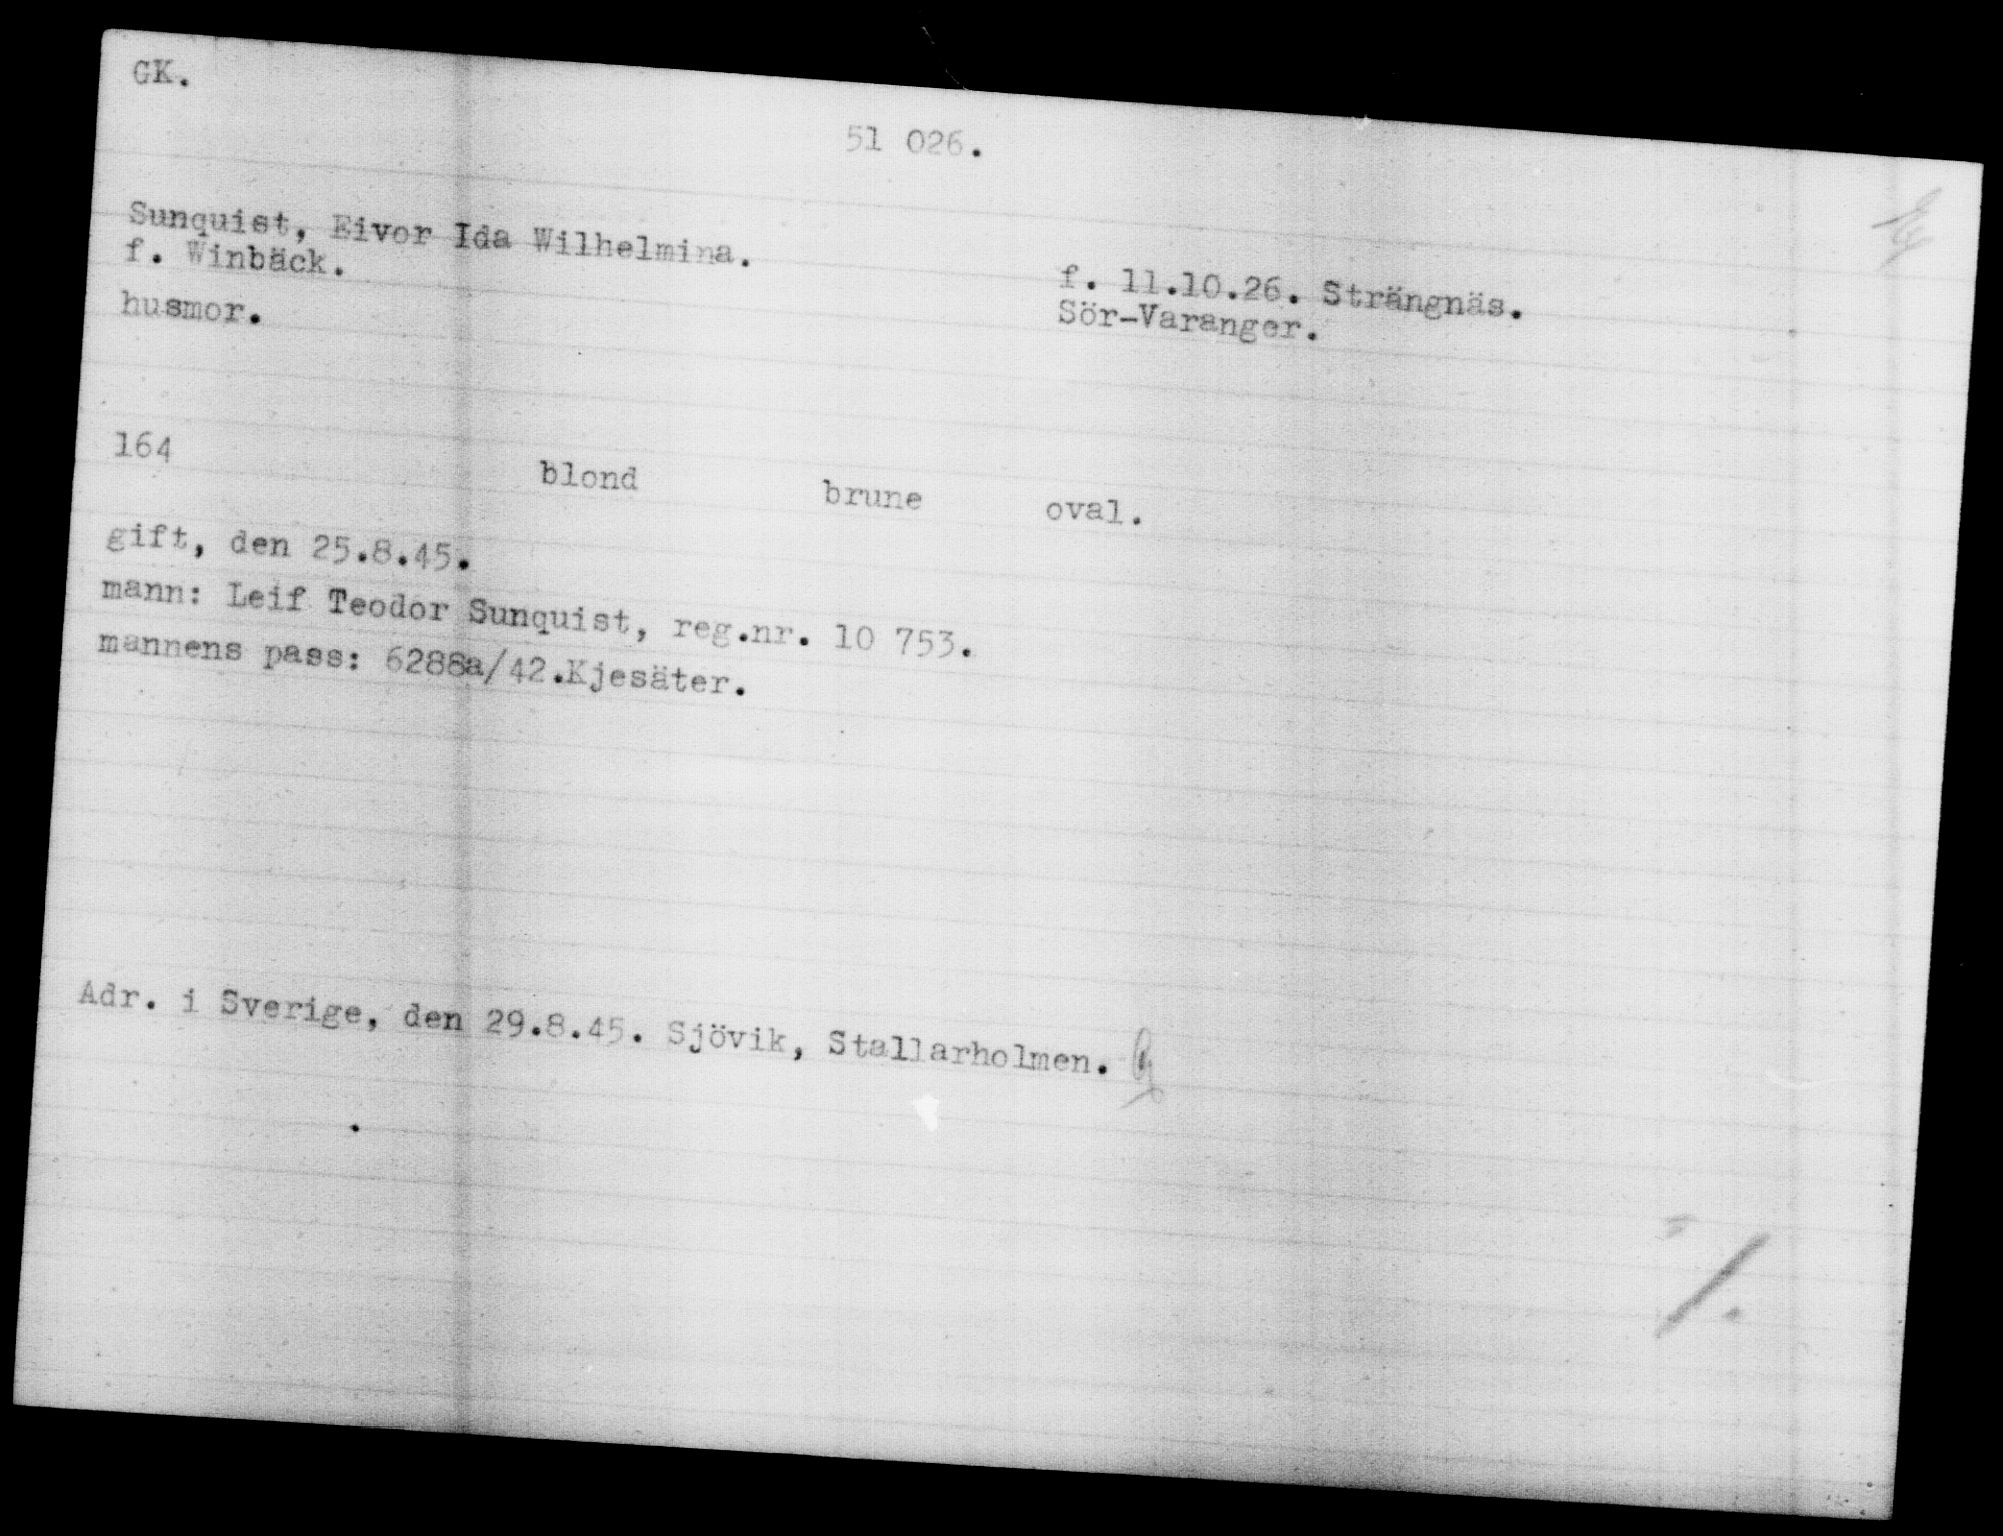 GK.
51 026.
Sunquist, Eivor Ida Wilhelmina.
f. Winbäck.
f. 11.10.26. Strängnäs.
husmor.
Sör-Varanger.
164 blond brune oval.
gift, den 25.8.45.
mann: Leif Teodor Sunquist, reg.nr. 10 753.
mannens pass: 6288a/42.Kjesäter.
Adr. i Sverige, den 29.8.45. Sjövik, Stallarholmen.